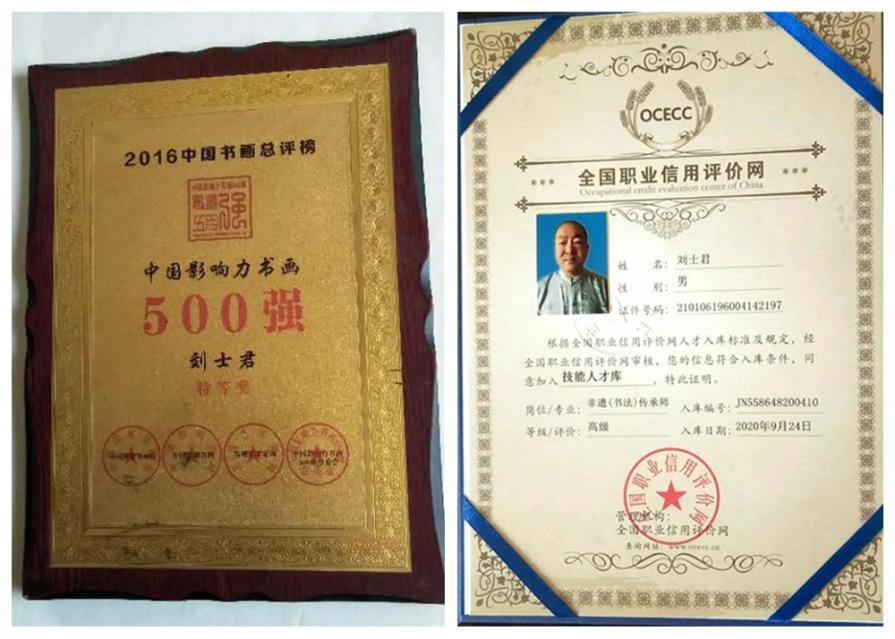 2016中国书画总评榜
中国影响力书画
500强
刘士君
特等奖
OCECC
*** 全国职业信用评价网 ***
Occupational credit evaluation center of China
姓 名: 刘士君
性 别: 男
证件号码: 210106196004142197
根据全国职业信用评价网人才入库标准及规定，经
全国职业信用评价网审核，您的信息符合入库条件，同
意加入 技能人才库 ，特此证明。
岗位/专业: 非遗(书法)传承师 入库编号: JN558648200410
等级/评价: 高级 入库日期: 2020年9月24日
全国职业信用评价网
管理机构:
全国职业信用评价网
查询网址: www.ocecc.cn